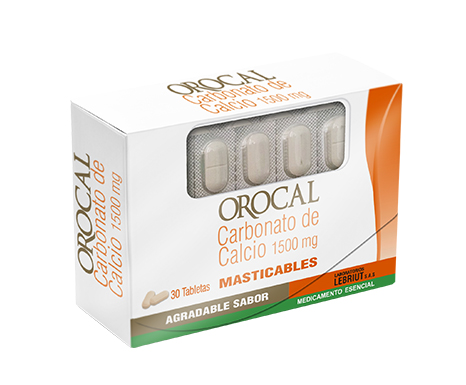 OROCAL
Carbonato de
Calcio 1500 mg
OROCAL
Carbonato de
Calcio 1500 mg
OROCAL
Carbonato de
Calcio 1500 mg
30 Tabletas
MASTICABLES
AGRADABLE SABOR
LABORATORIOS
LEBRIUT S.A.S
MEDICAMENTO ESENCIAL